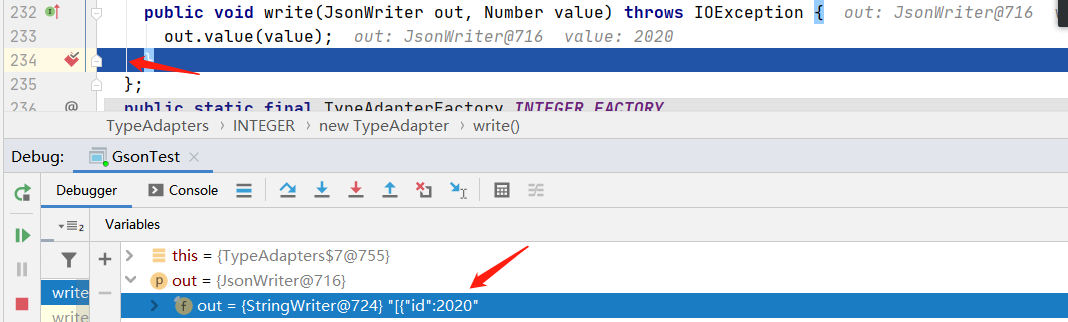 232 public void write(JsonWriter out, Number value) throws IOException { out: JsonWriter@716
233 out.value(value); out: JsonWriter@716 value: 2020
234 }
235 };
236 @ public static final TypeAdapterFactory INTEGER_FACTORY
TypeAdapters › INTEGER › new TypeAdapter › write()
Debug: GsonTest ×
Debugger Console
2 Variables
this = {TypeAdapters$7@755}
p out = {JsonWriter@716}
write f out = {StringWriter@724} "[{"id":2020"
write